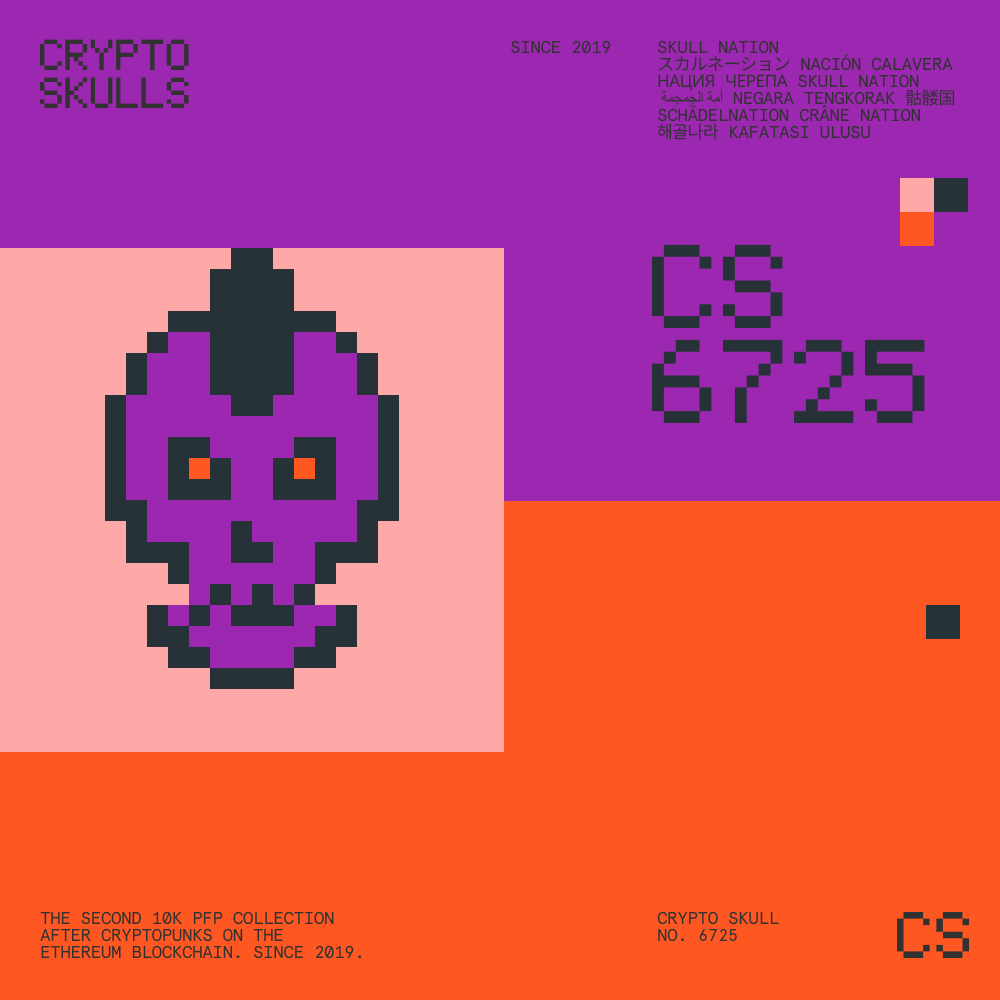 CRYPTO
SKULLS
SINCE 2019
SKULL NATION
スカルネーション NACIÓN CALAVERA
НАЦИЯ ЧЕРЕПА SKULL NATION
أمة الجمجمة NEGARA TENGKORAK 骷髅国
SCHÄDELNATION CRÂNE NATION
해골나라 KAFATASI ULUSU
CS
6725
THE SECOND 10K PFP COLLECTION
AFTER CRYPTOPUNKS ON THE
ETHEREUM BLOCKCHAIN. SINCE 2019.
CRYPTO SKULL
NO. 6725
CS